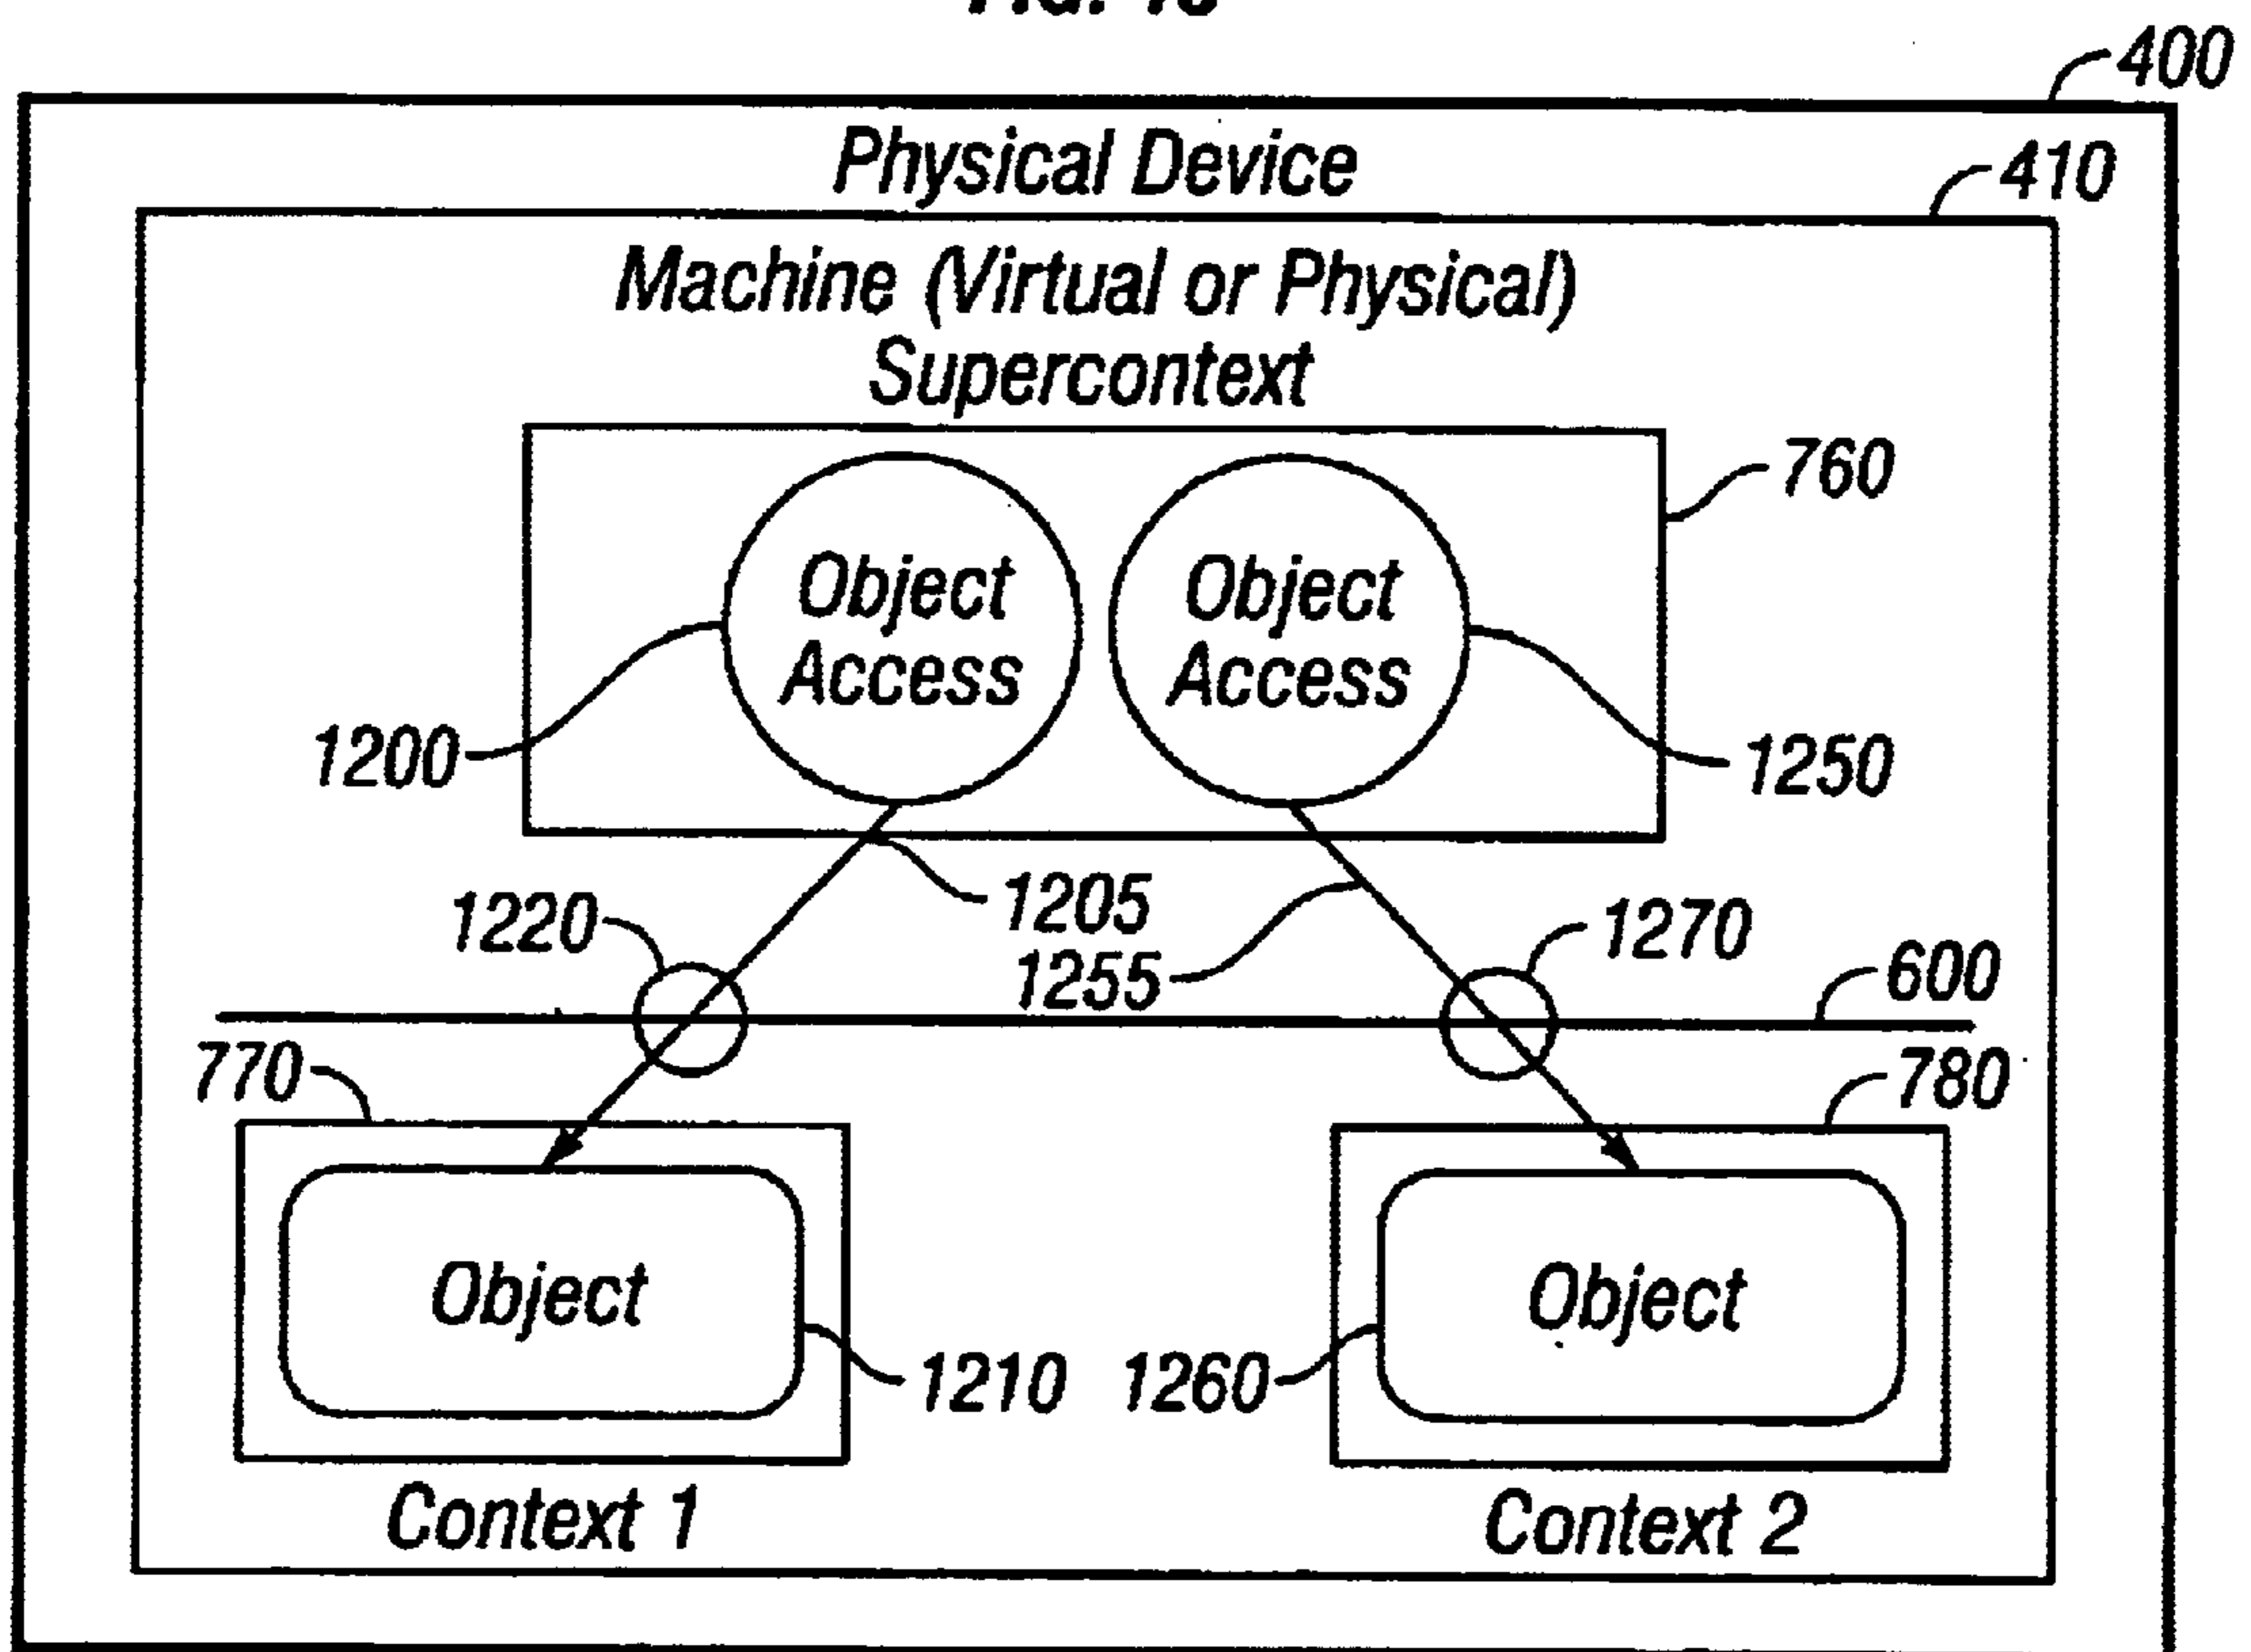 400
Physical Device
410
Machine (Virtual or Physical)
Supercontext
760
Object
Access
Object
Access
1200
1250
1205
1220
1270
1255
600
770
780
Object
Object
1210
1260
Context 1
Context 2